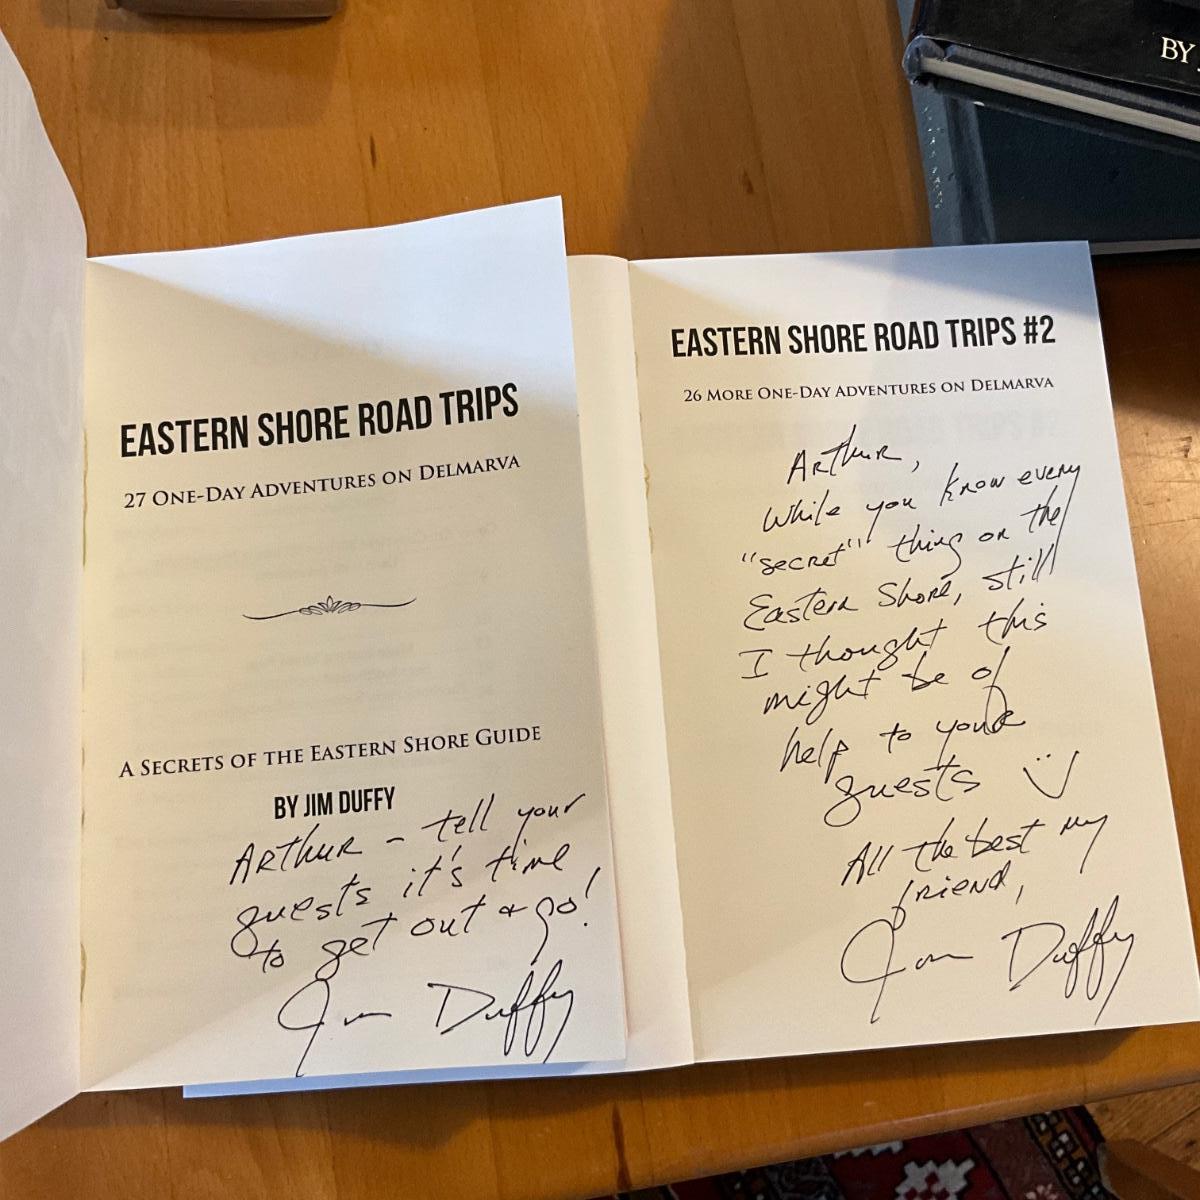 EASTERN SHORE ROAD TRIPS
27 ONE-DAY ADVENTURES ON DELMARVA
A SECRETS OF THE EASTERN SHORE GUIDE
BY JIM DUFFY
Arthur - tell your
guests it's time
to get out & go!
Jim Duffy
EASTERN SHORE ROAD TRIPS #2
26 MORE ONE-DAY ADVENTURES ON DELMARVA
Arthur,
While you know every
"secret" thing on the
Eastern Shore, still
I thought this
might be of
help to your
guests :)
All the best my
friend,
Jim Duffy
BY